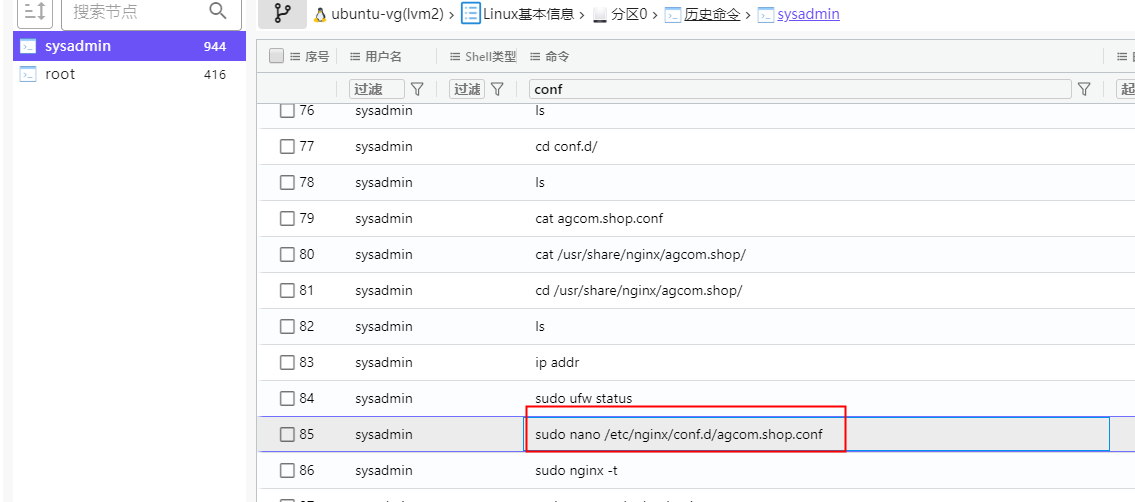 搜索节点
ubuntu-vg(lvm2) › Linux基本信息 › 分区0 › 历史命令 › sysadmin
sysadmin 944
root 416
序号 用户名 Shell类型 命令
过滤 过滤 conf 起
76 sysadmin ls
77 sysadmin cd conf.d/
78 sysadmin ls
79 sysadmin cat agcom.shop.conf
80 sysadmin cat /usr/share/nginx/agcom.shop/
81 sysadmin cd /usr/share/nginx/agcom.shop/
82 sysadmin ls
83 sysadmin ip addr
84 sysadmin sudo ufw status
85 sysadmin sudo nano /etc/nginx/conf.d/agcom.shop.conf
86 sysadmin sudo nginx -t